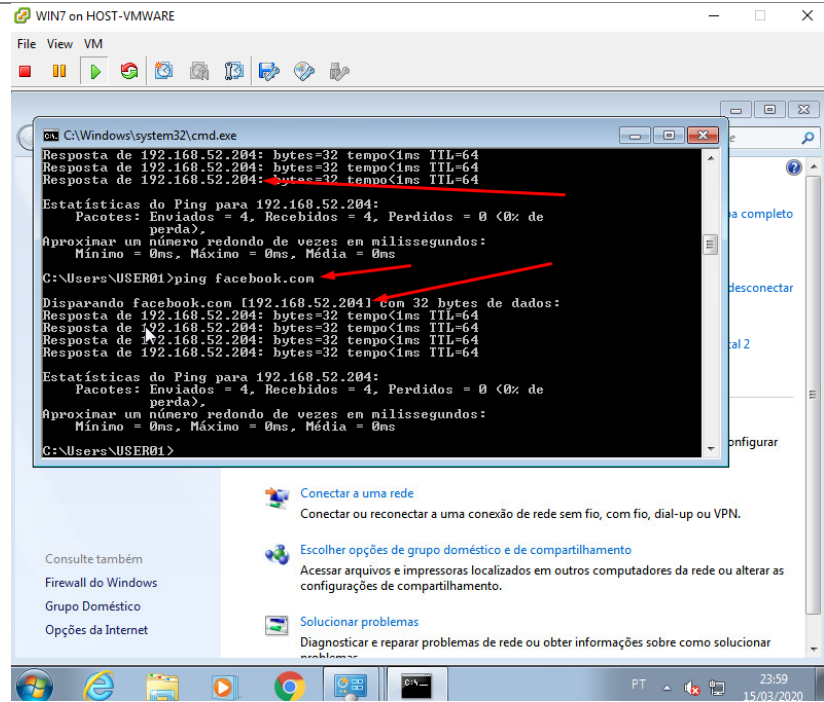 WIN7 on HOST-VMWARE
File View VM
C:\Windows\system32\cmd.exe
Resposta de 192.168.52.204: bytes=32 tempo<1ms TTL=64
Resposta de 192.168.52.204: bytes=32 tempo<1ms TTL=64
Resposta de 192.168.52.204: bytes=32 tempo<1ms TTL=64
Estatísticas do Ping para 192.168.52.204:
Pacotes: Enviados = 4, Recebidos = 4, Perdidos = 0 (0% de
perda),
Aproximar um número redondo de vezes em milissegundos:
Mínimo = 0ms, Máximo = 0ms, Média = 0ms
C:\Users\USER01>ping facebook.com
Disparando facebook.com [192.168.52.204] com 32 bytes de dados:
Resposta de 192.168.52.204: bytes=32 tempo<1ms TTL=64
Resposta de 192.168.52.204: bytes=32 tempo<1ms TTL=64
Resposta de 192.168.52.204: bytes=32 tempo<1ms TTL=64
Resposta de 192.168.52.204: bytes=32 tempo<1ms TTL=64
Estatísticas do Ping para 192.168.52.204:
Pacotes: Enviados = 4, Recebidos = 4, Perdidos = 0 (0% de
perda),
Aproximar um número redondo de vezes em milissegundos:
Mínimo = 0ms, Máximo = 0ms, Média = 0ms
C:\Users\USER01>
completo
desconectar
2
onfigurar
Conectar a uma rede
Conectar ou reconectar a uma conexão de rede sem fio, com fio, dial-up ou VPN.
Escolher opções de grupo doméstico e de compartilhamento
Acessar arquivos e impressoras localizados em outros computadores da rede ou alterar as
configurações de compartilhamento.
Solucionar problemas
Diagnosticar e reparar problemas de rede ou obter informações sobre como solucionar
Consulte também
Firewall do Windows
Grupo Doméstico
Opções da Internet
PT
23:59
15/03/2020